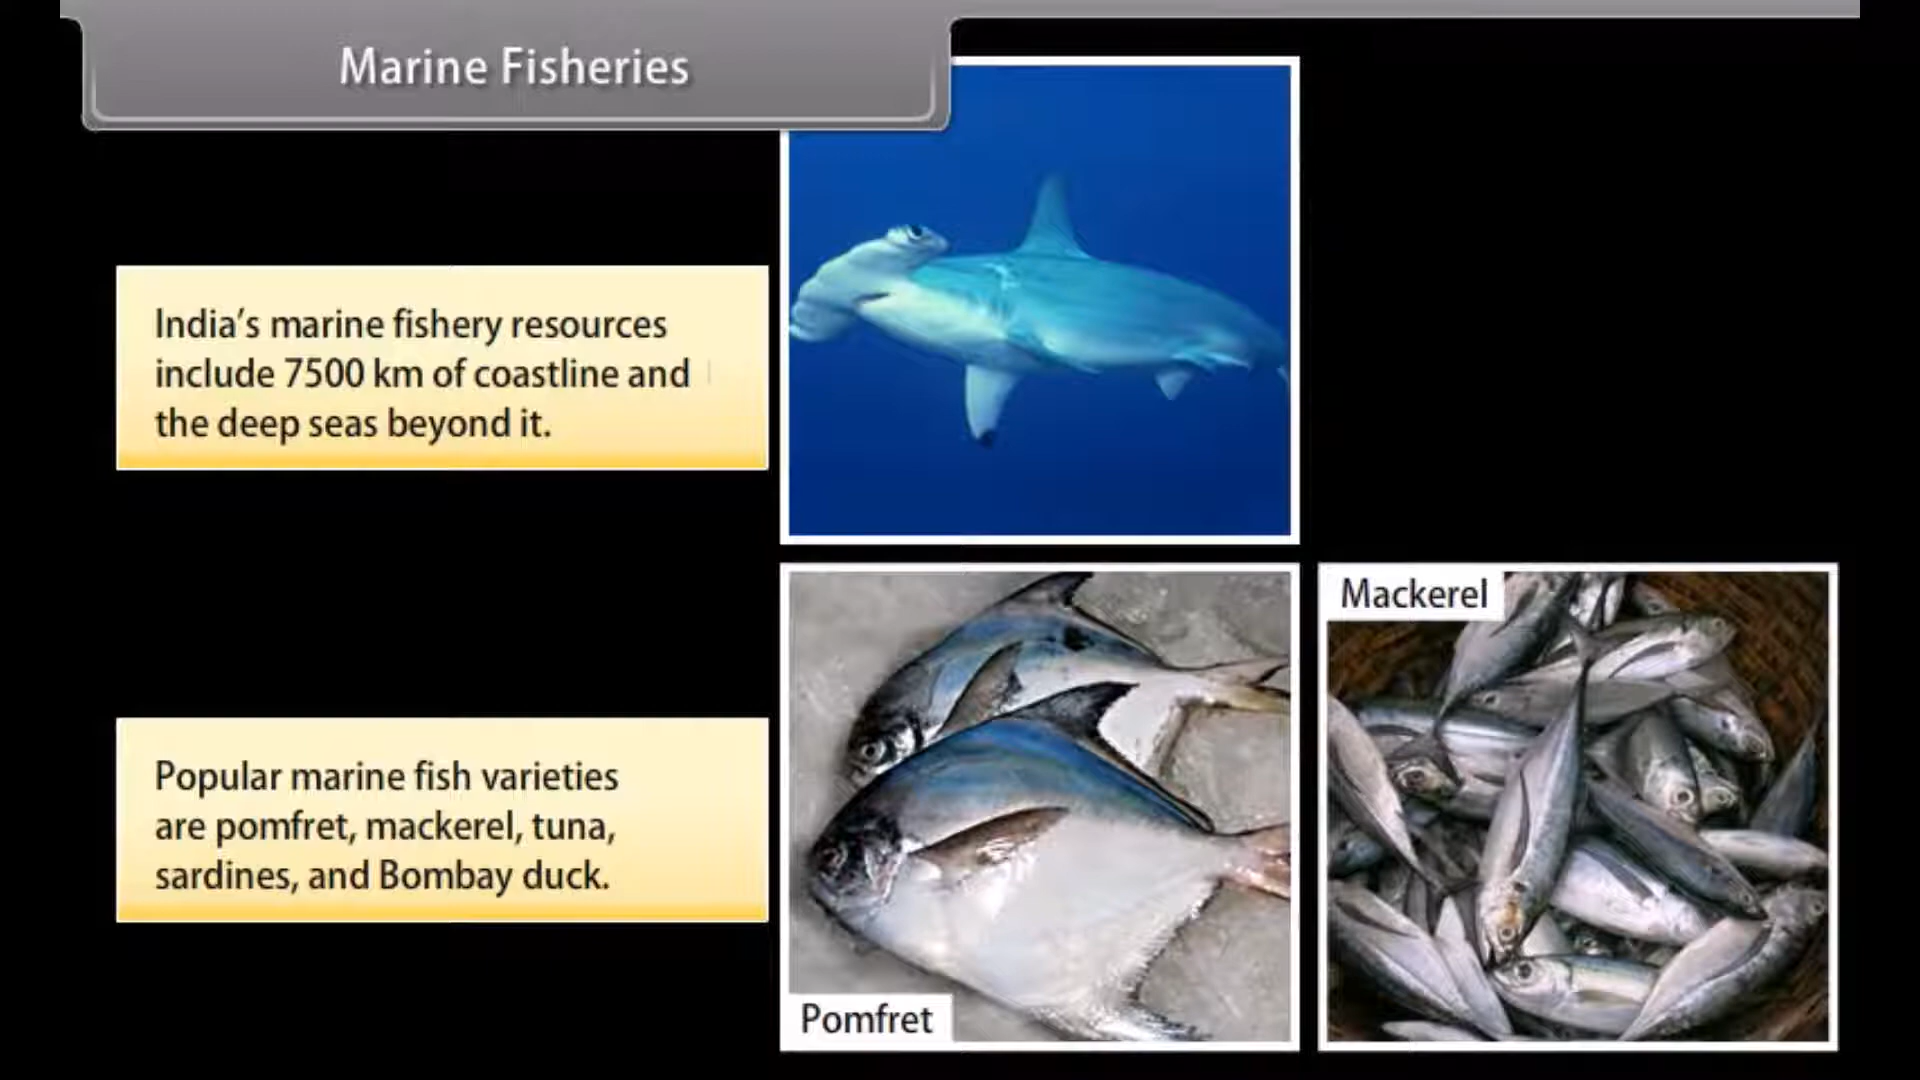 Marine Fisheries
India's marine fishery resources
include 7500 km of coastline and
the deep seas beyond it.
Popular marine fish varieties
are pomfret, mackerel, tuna,
sardines, and Bombay duck.
Pomfret
Mackerel